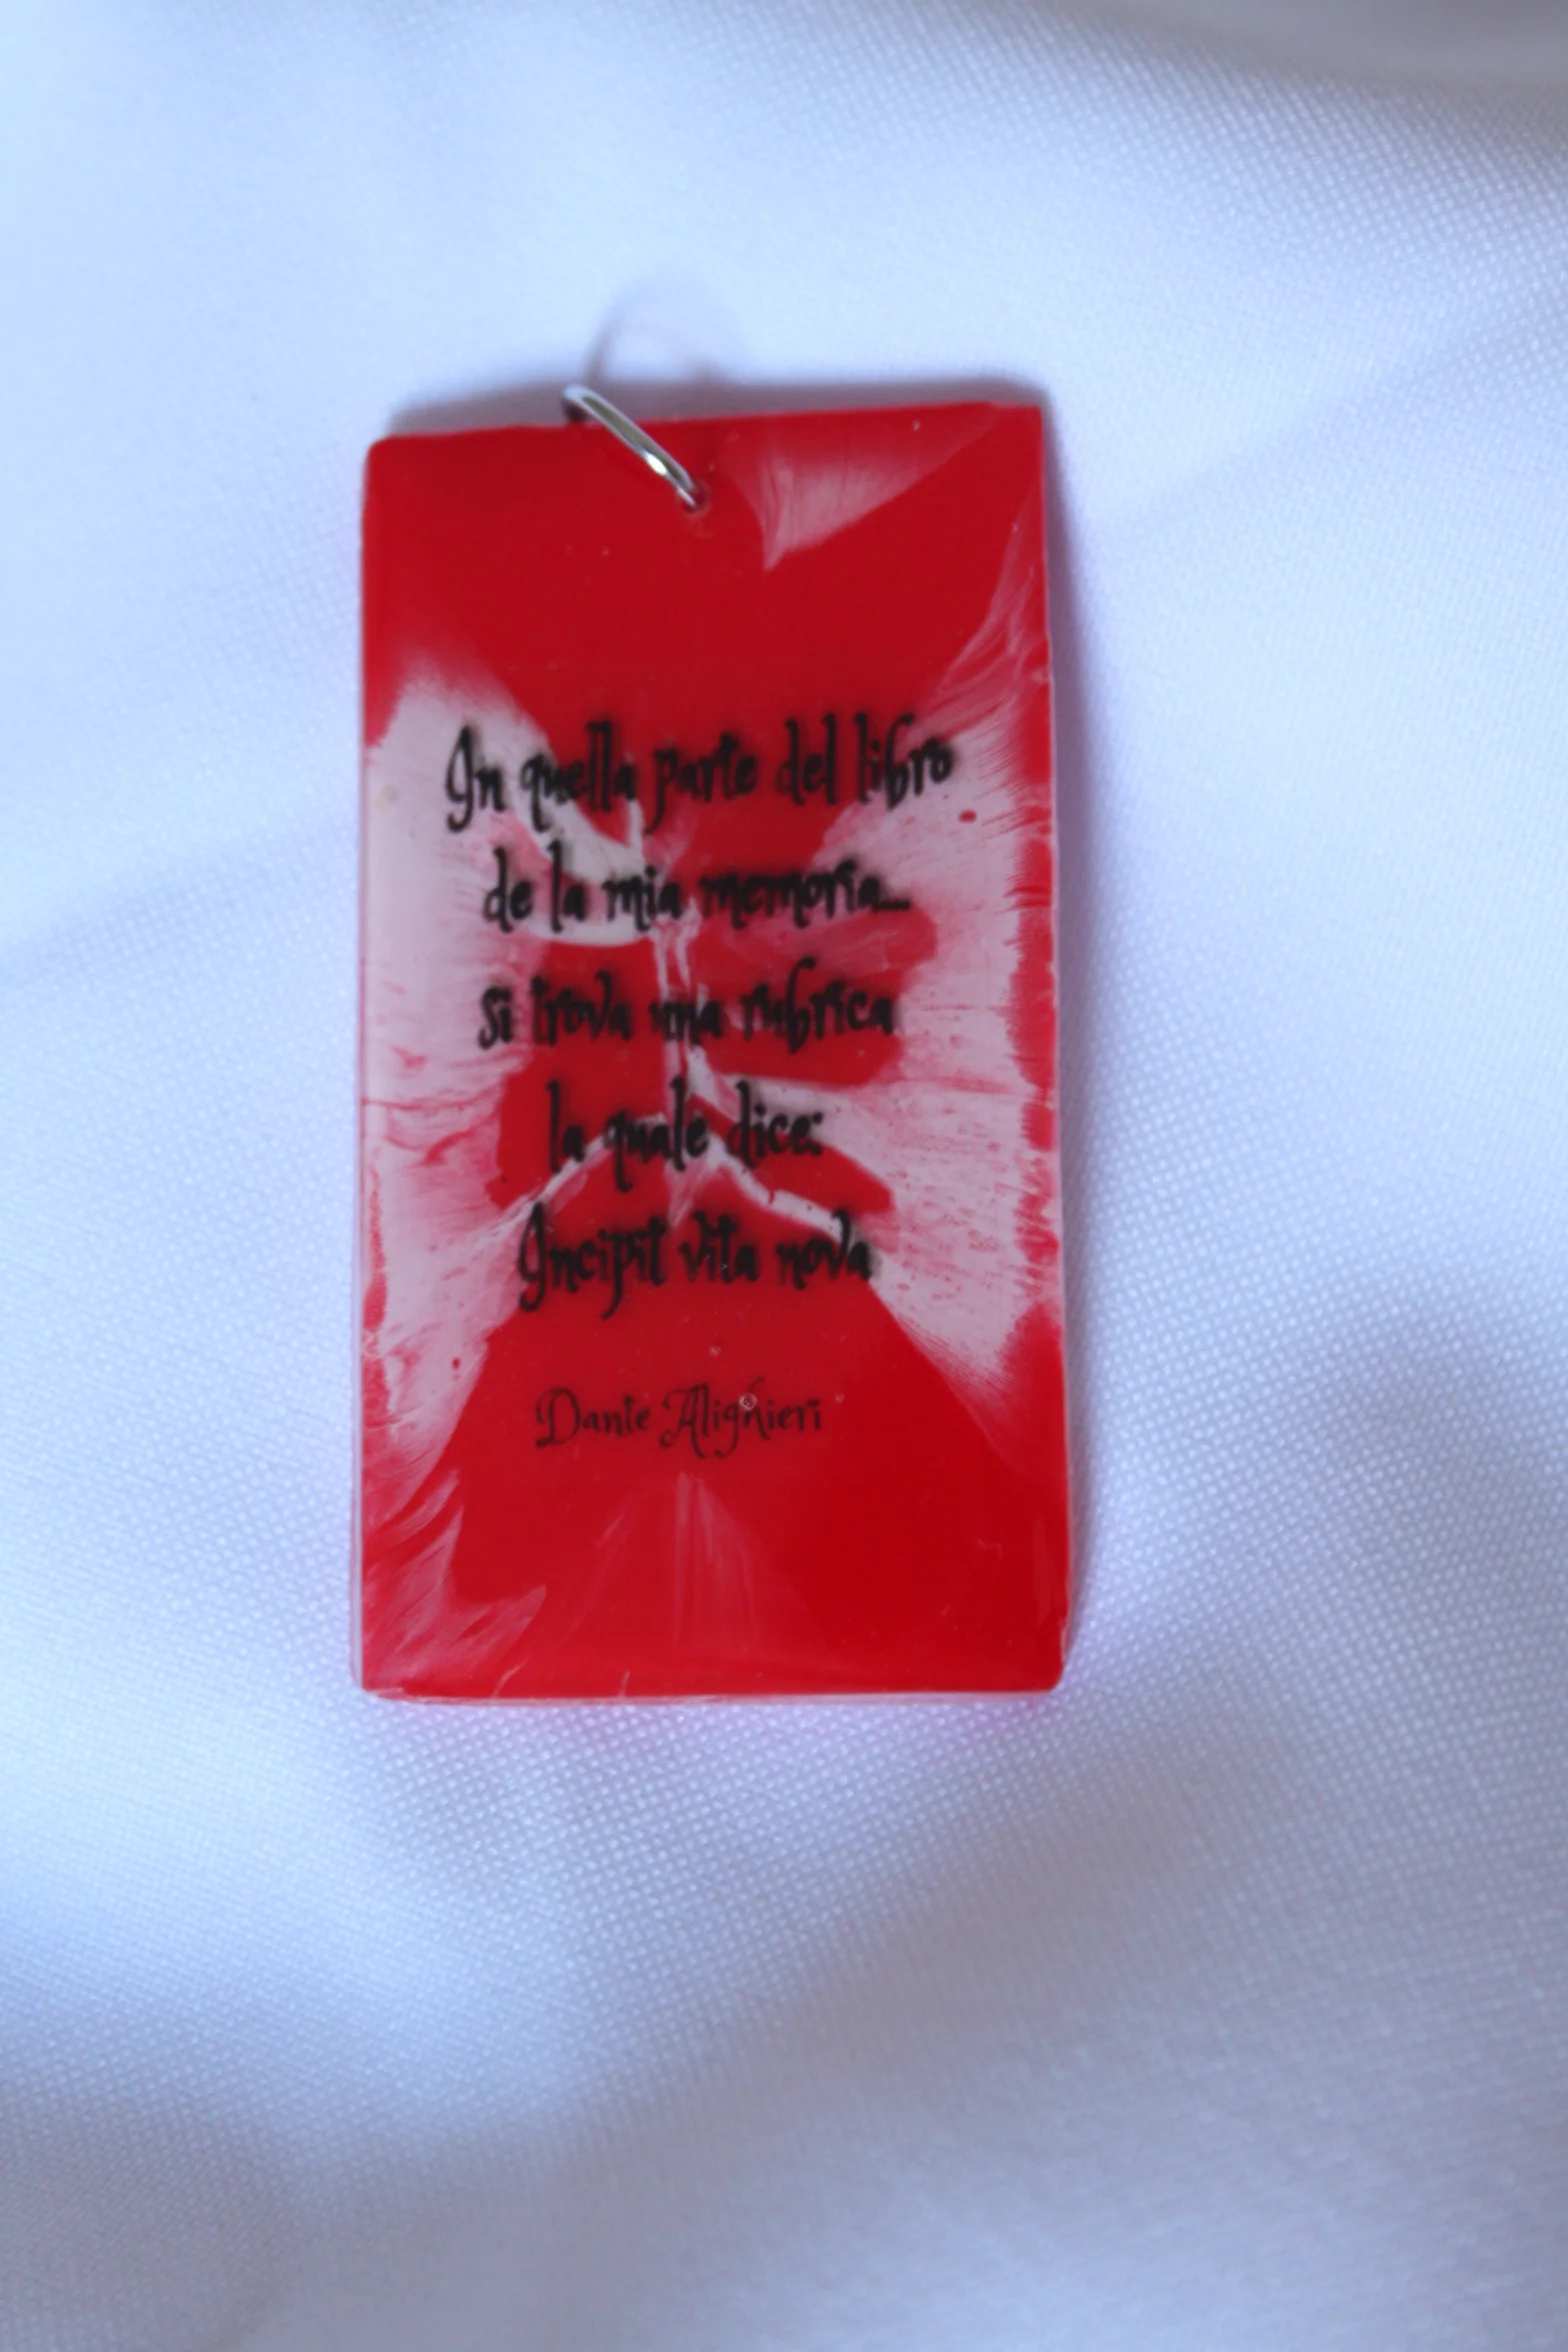 In quella parte del libro
de la mia memoria...
si trova una rubrica
la quale dice:
Incipit vita nova
Dante Alighieri